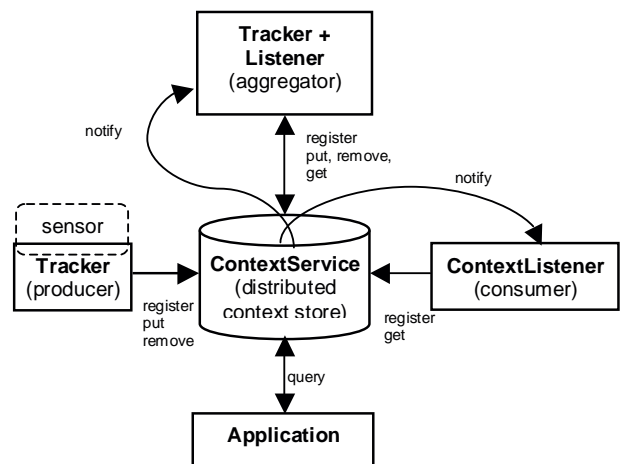 Tracker +
Listener
(aggregator)
notify
register
put, remove,
get
notify
sensor
Tracker
(producer)
ContextService
(distributed
context store)
ContextListener
(consumer)
register
put
remove
register
get
query
Application